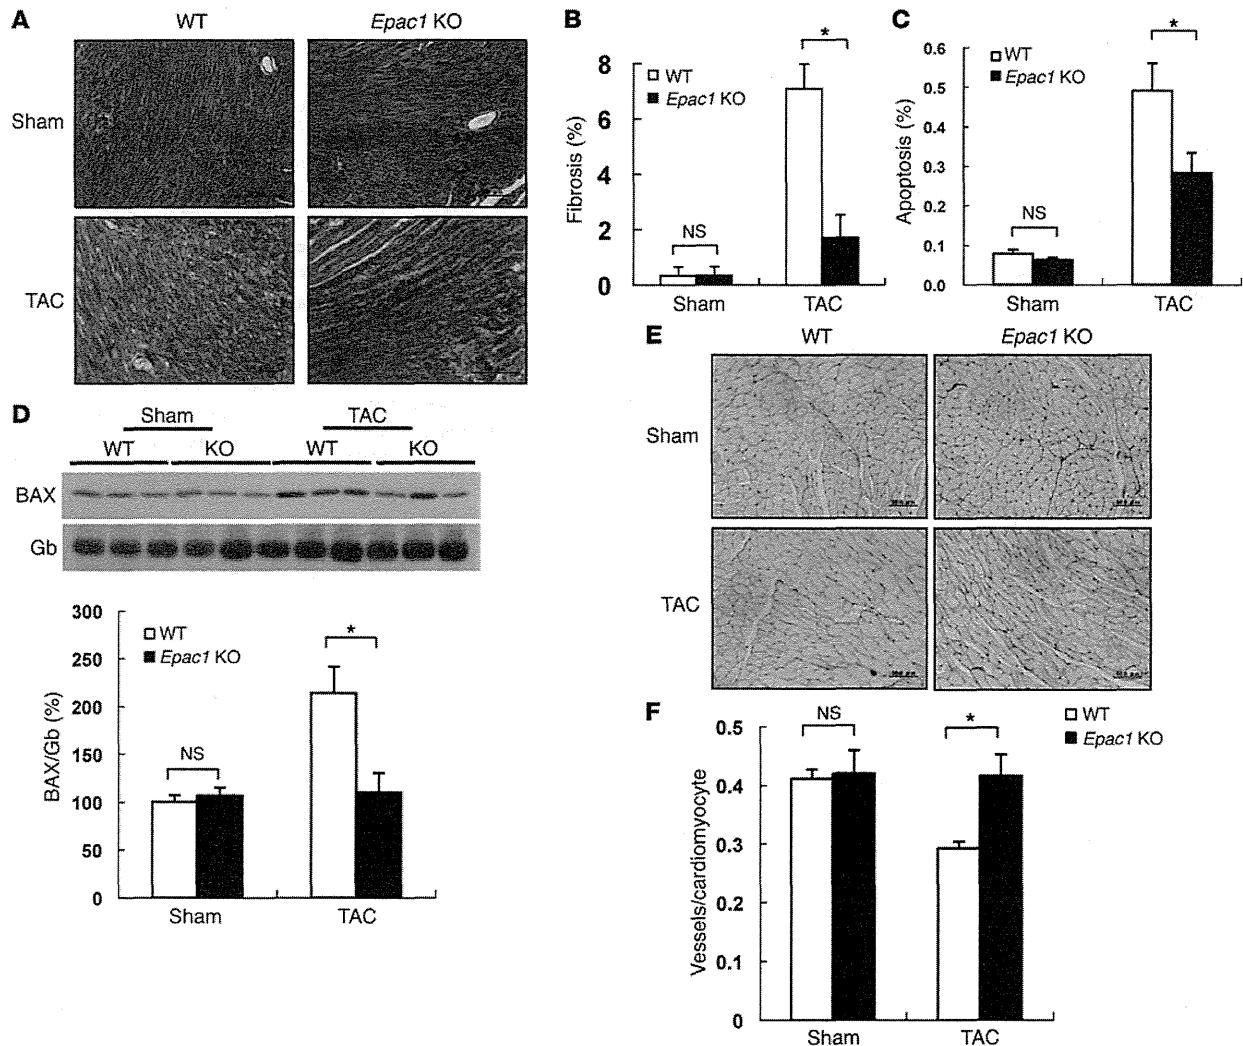 A
WT
Epac1 KO
Sham
TAC
B
*
8
6
4
2
0
Fibrosis (%)
WT
Epac1 KO
NS
Sham
TAC
C
*
0.6
0.5
0.4
0.3
0.2
0.1
0.0
Apoptosis (%)
WT
Epac1 KO
NS
Sham
TAC
D
Sham
TAC
WT
KO
WT
KO
BAX
Gb
300
250
200
150
100
50
0
BAX/Gb (%)
WT
Epac1 KO
NS
*
Sham
TAC
E
WT
Epac1 KO
Sham
TAC
F
0.5
0.4
0.3
0.2
0.1
0
Vessels/cardiomyocyte
NS
*
WT
Epac1 KO
Sham
TAC